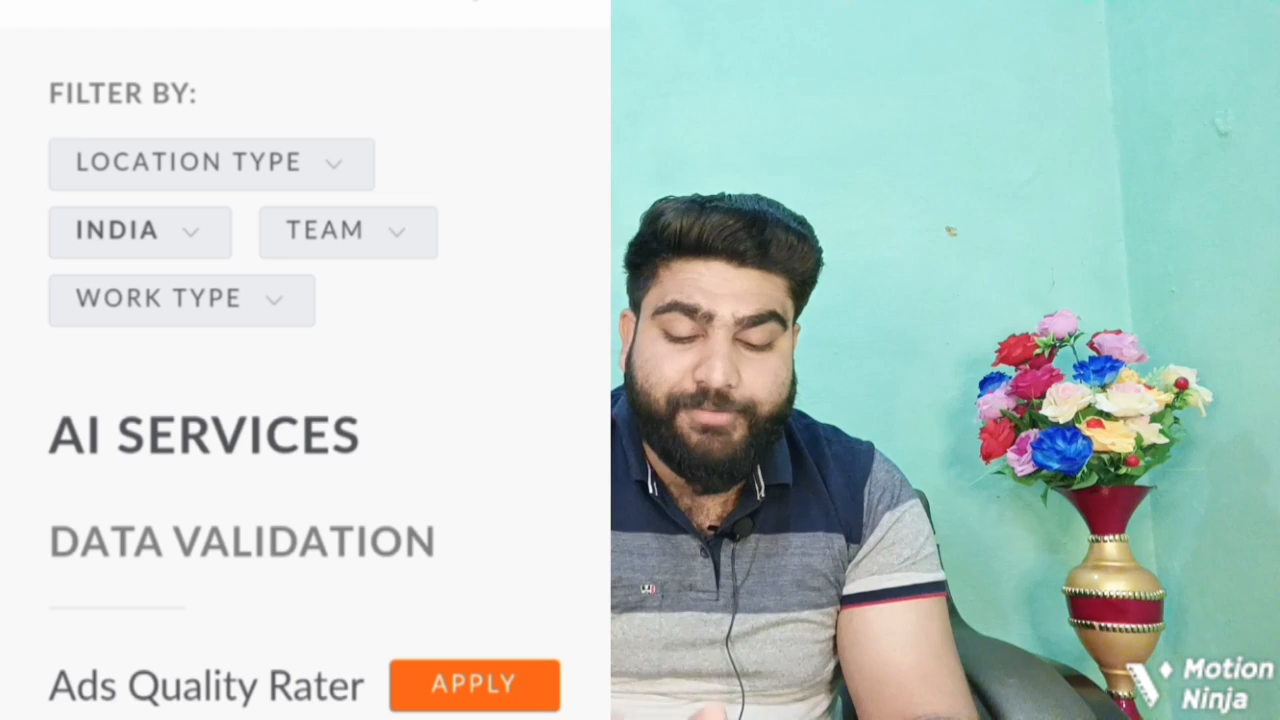 FILTER BY:
LOCATION TYPE
INDIA
TEAM
WORK TYPE
AI SERVICES
DATA VALIDATION
Ads Quality Rater
APPLY
Motion
Ninja